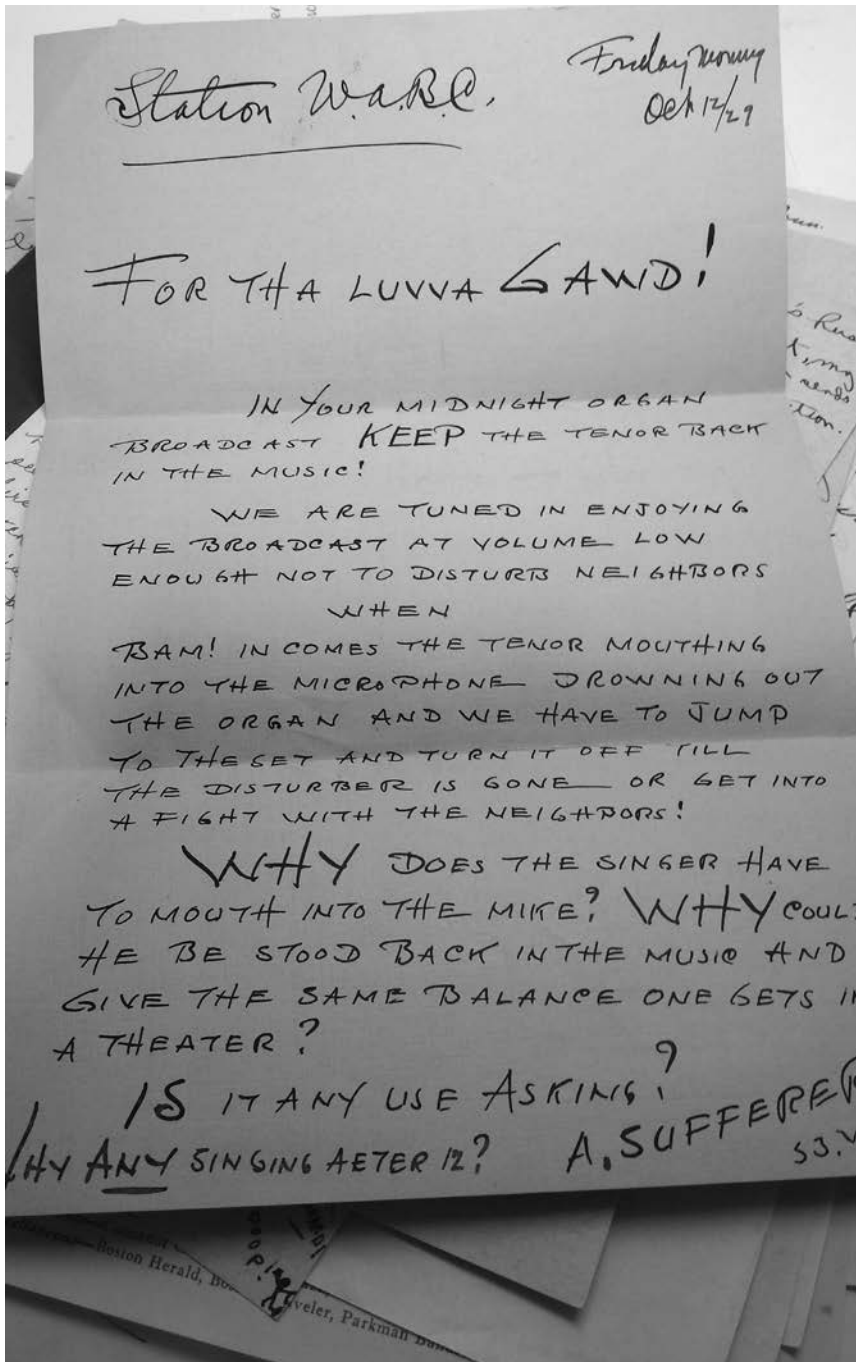 Station W.A.B.C.
Friday Morning
Oct 12/29
FOR THA LUVVA GAWD!
IN YOUR MIDNIGHT ORGAN
BROADCAST KEEP THE TENOR BACK
IN THE MUSIC!
WE ARE TUNED IN ENJOYING
THE BROADCAST AT VOLUME LOW
ENOUGH NOT TO DISTURB NEIGHBORS
WHEN
BAM! IN COMES THE TENOR MOUTHING
INTO THE MICROPHONE DROWNING OUT
THE ORGAN AND WE HAVE TO JUMP
TO THE SET AND TURN IT OFF TILL
THE DISTURBER IS GONE OR GET INTO
A FIGHT WITH THE NEIGHBORS!
WHY DOES THE SINGER HAVE
TO MOUTH INTO THE MIKE? WHY COUL
HE BE STOOD BACK IN THE MUSIC AND
GIVE THE SAME BALANCE ONE GETS I
A THEATER?
IS IT ANY USE ASKING?
A. SUFFERER
WHY ANY SINGING AFTER 12?
Boston Herald,
Parkman